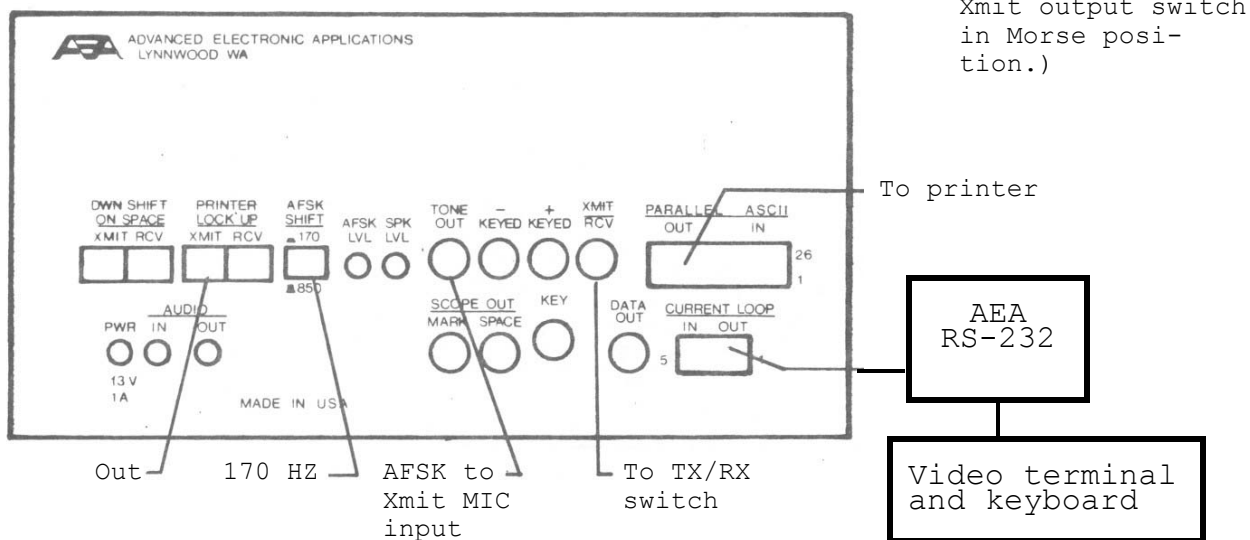 Xmit output switch
in Morse posi-
tion.)
AEA
ADVANCED ELECTRONIC APPLICATIONS
LYNNWOOD WA
To printer
DWN SHIFT
ON SPACE
XMIT RCV
PRINTER
LOCK UP
XMIT RCV
AFSK
SHIFT
170
850
AFSK
LVL
SPK
LVL
TONE
OUT
-
KEYED
+
KEYED
XMIT
RCV
PARALLEL ASCII
OUT IN
26
1
AUDIO
PWR IN OUT
13 V
1A
SCOPE OUT
MARK SPACE
KEY
DATA
OUT
CURRENT LOOP
IN OUT
5
MADE IN USA
AEA
RS-232
Out
170 HZ
AFSK to
Xmit MIC
input
To TX/RX
switch
Video terminal
and keyboard